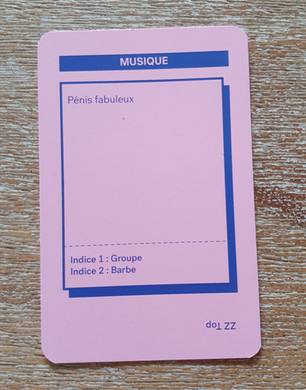 MUSIQUE
Pénis fabuleux
Indice 1 : Groupe
Indice 2 : Barbe
ZZ Top